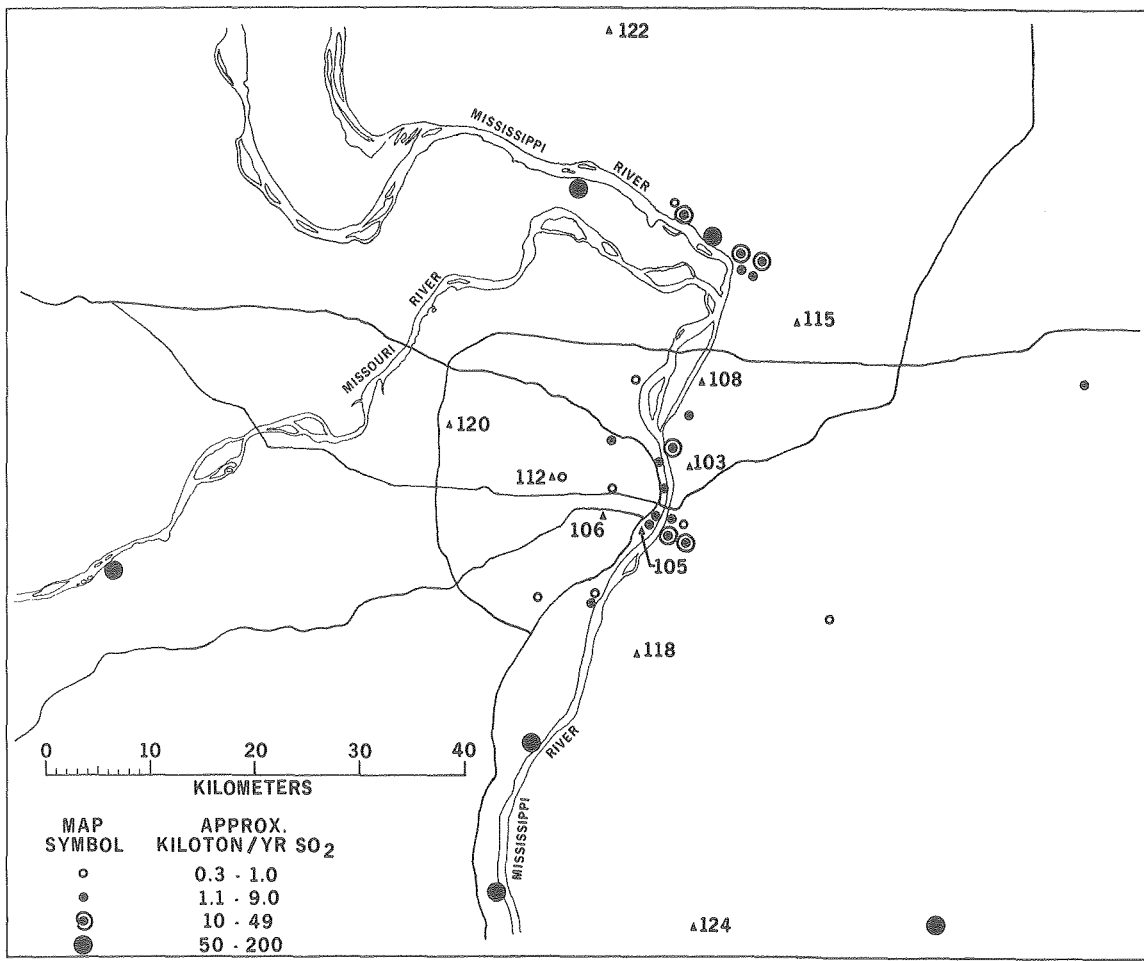 122
MISSISSIPPI
RIVER
RIVER
MISSOURI
115
108
120
103
112
106
105
118
RIVER
MISSISSIPPI
124
0 10 20 30 40
KILOMETERS
MAP SYMBOL
APPROX. KILOTON/YR SO2
0.3 - 1.0
1.1 - 9.0
10 - 49
50 - 200